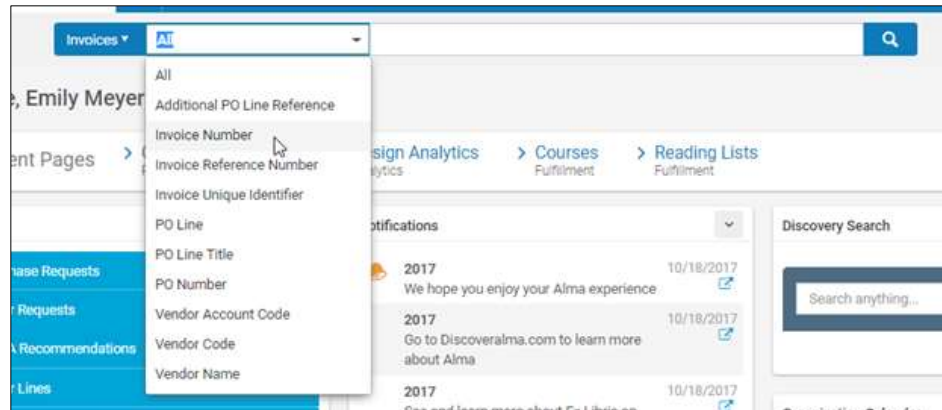 Invoices
All
All
Additional PO Line Reference
Invoice Number
Invoice Reference Number
Invoice Unique Identifier
PO Line
PO Line Title
PO Number
Vendor Account Code
Vendor Code
Vendor Name
, Emily Meyer
ent Pages
sign Analytics
lytics
Courses
Fulfillment
Reading Lists
Fulfillment
hase Requests
r Requests
A Recommendations
r Lines
otifications
2017
10/18/2017
We hope you enjoy your Alma experience
2017
10/18/2017
Go to Discoveralma.com to learn more
about Alma
2017
10/18/2017
Discovery Search
Search anything...